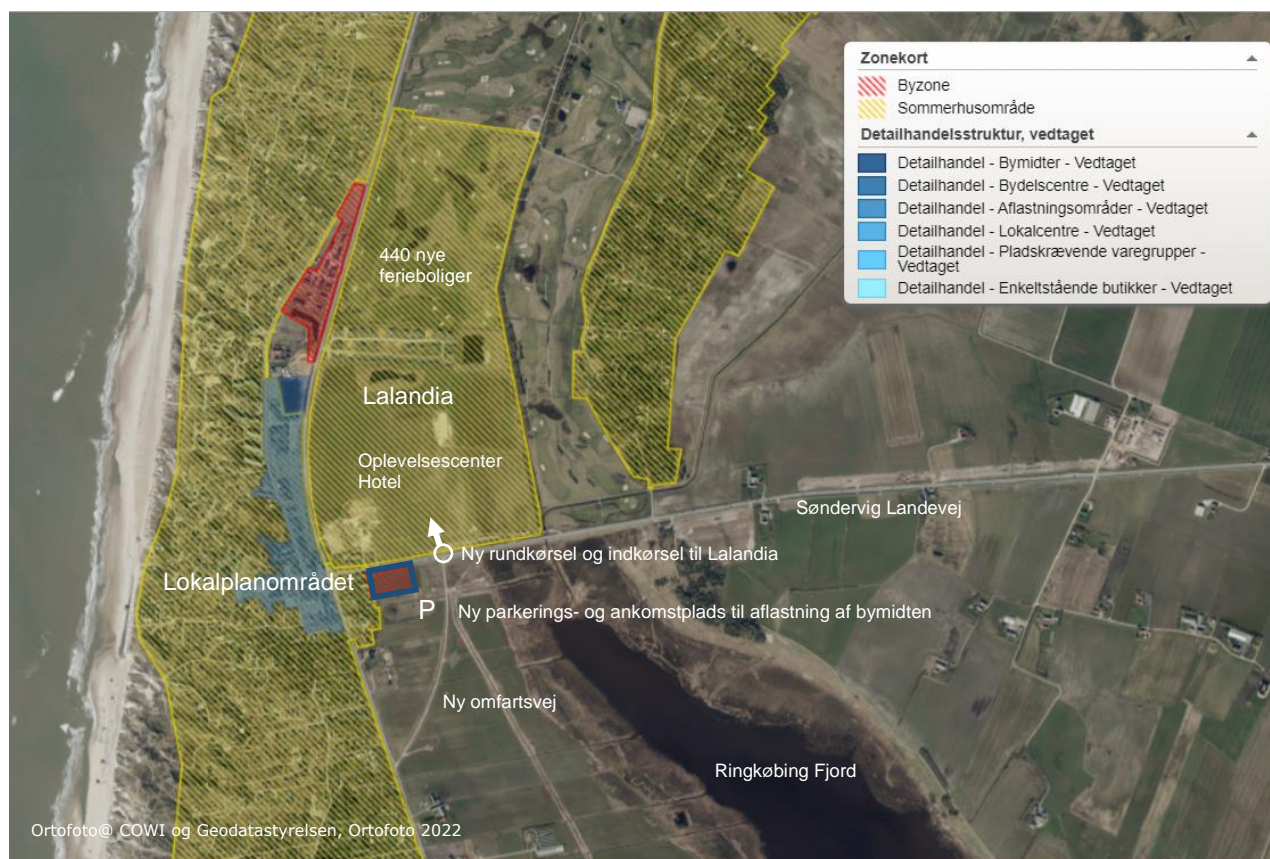 Zonekort
Byzone
Sommerhusområde
Detailhandelsstruktur, vedtaget
Detailhandel - Bymidter - Vedtaget
Detailhandel - Bydelscentre - Vedtaget
Detailhandel - Aflastningsområder - Vedtaget
Detailhandel - Lokalcentre - Vedtaget
Detailhandel - Pladskrævende varegrupper -
Vedtaget
Detailhandel - Enkeltstående butikker - Vedtaget
440 nye
ferieboliger
Lalandia
Oplevelsescenter
Hotel
Søndervig Landevej
Ny rundkørsel og indkørsel til Lalandia
Lokalplanområdet
P
Ny parkerings- og ankomstplads til aflastning af bymidten
Ny omfartsvej
Ringkøbing Fjord
Ortofoto@ COWI og Geodatastyrelsen, Ortofoto 2022